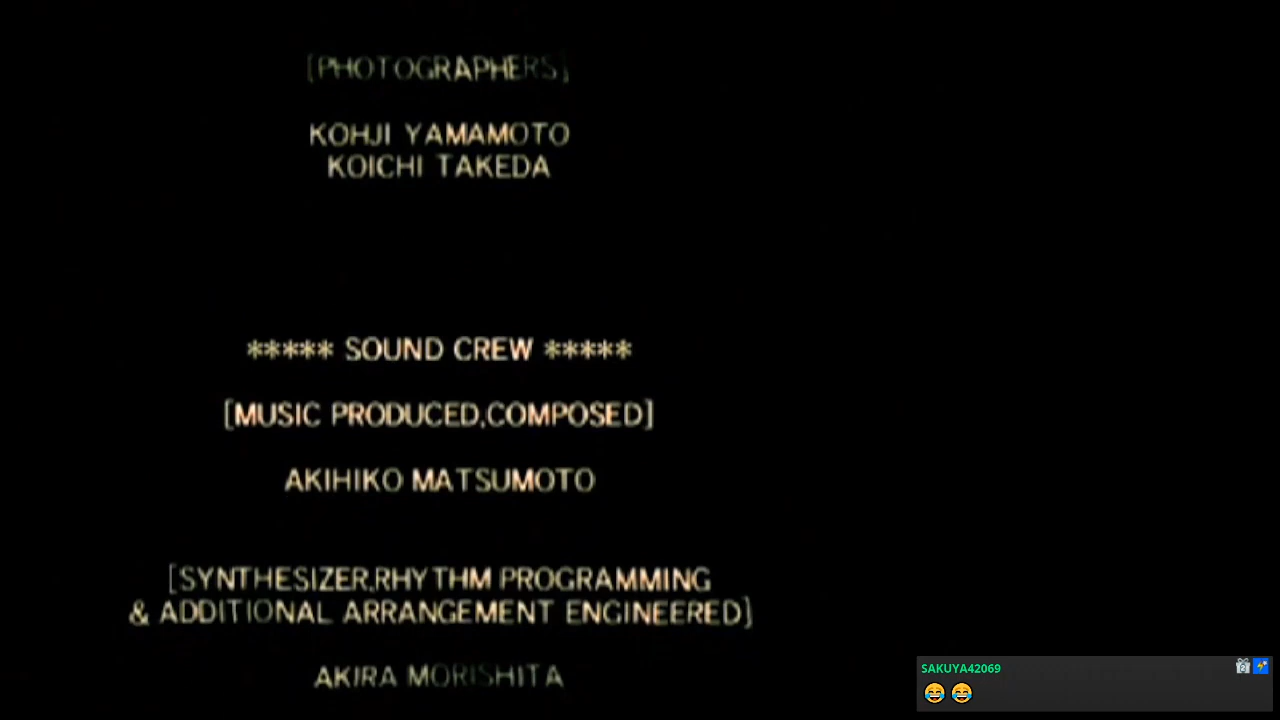 [PHOTOGRAPHERS]
KOHJI YAMAMOTO
KOICHI TAKEDA
***** SOUND CREW *****
[MUSIC PRODUCED,COMPOSED]
AKIHIKO MATSUMOTO
[SYNTHESIZER,RHYTHM PROGRAMMING
& ADDITIONAL ARRANGEMENT ENGINEERED]
AKIRA MORISHITA
SAKUYA42069
😂 😂